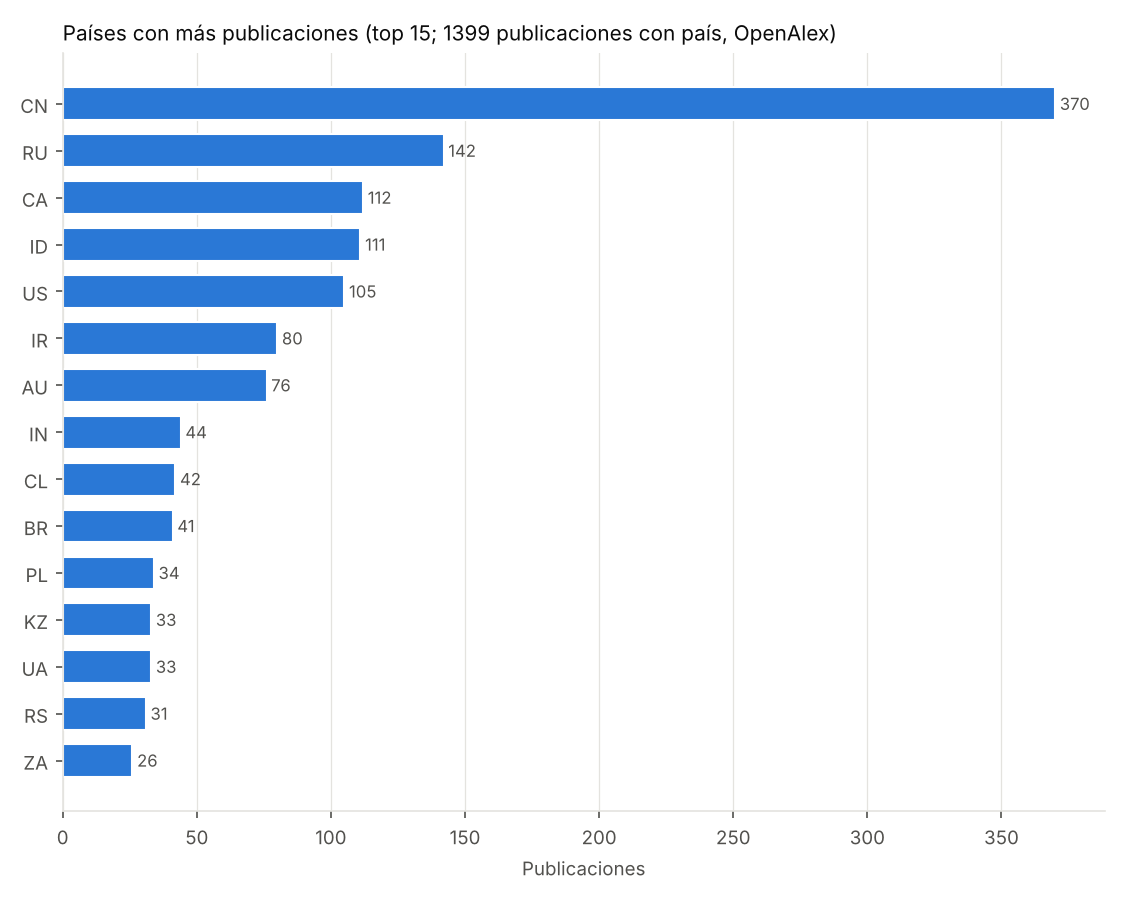 Países con más publicaciones (top 15; 1399 publicaciones con país, OpenAlex)
CN 370
RU 142
CA 112
ID 111
US 105
IR 80
AU 76
IN 44
CL 42
BR 41
PL 34
KZ 33
UA 33
RS 31
ZA 26
0 50 100 150 200 250 300 350
Publicaciones